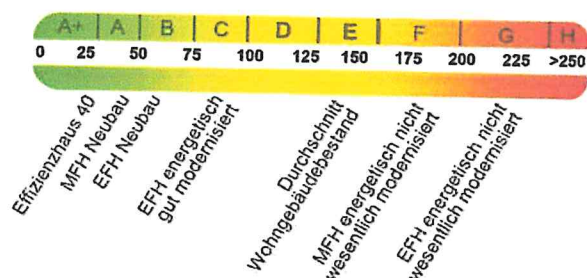 A+ A B C D E F G H
0 25 50 75 100 125 150 175 200 225 >250
Effizienzhaus 40
MFH Neubau
EFH Neubau
EFH energetisch
gut modernisiert
Durchschnitt
Wohngebäudebestand
MFH energetisch nicht
wesentlich modernisiert
EFH energetisch nicht
wesentlich modernisiert